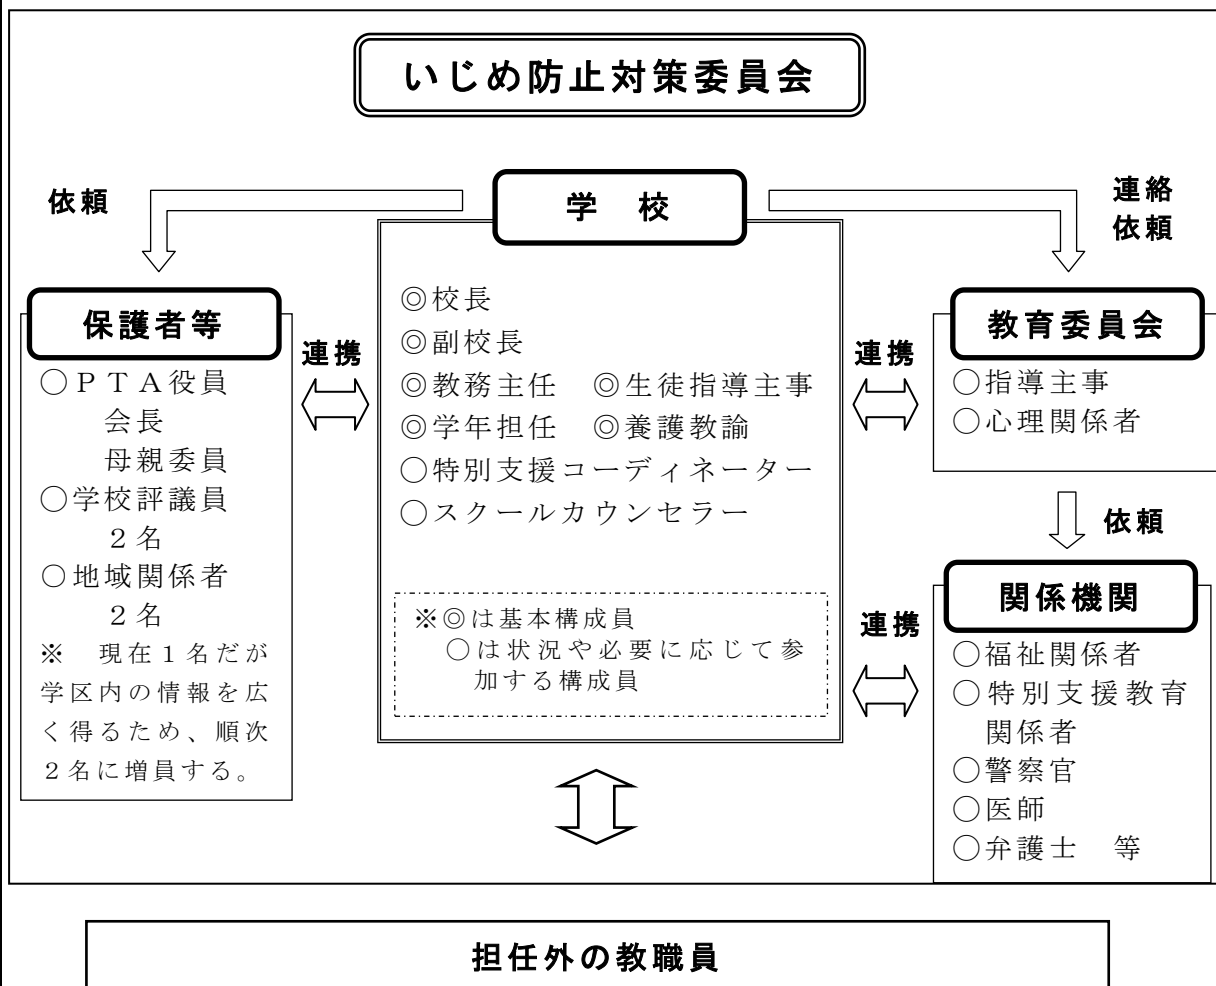 いじめ防止対策委員会
依頼
学　校
連絡
依頼
保護者等
○ＰＴＡ役員
会長
母親委員
○学校評議員
２名
○地域関係者
２名
※　現在１名だが
学区内の情報を広
く得るため、順次
２名に増員する。
連携
◎校長
◎副校長
◎教務主任　◎生徒指導主事
◎学年担任　◎養護教諭
○特別支援コーディネーター
○スクールカウンセラー
※◎は基本構成員
○は状況や必要に応じて参
加する構成員
連携
教育委員会
○指導主事
○心理関係者
依頼
連携
関係機関
○福祉関係者
○特別支援教育
関係者
○警察官
○医師
○弁護士　等
担任外の教職員